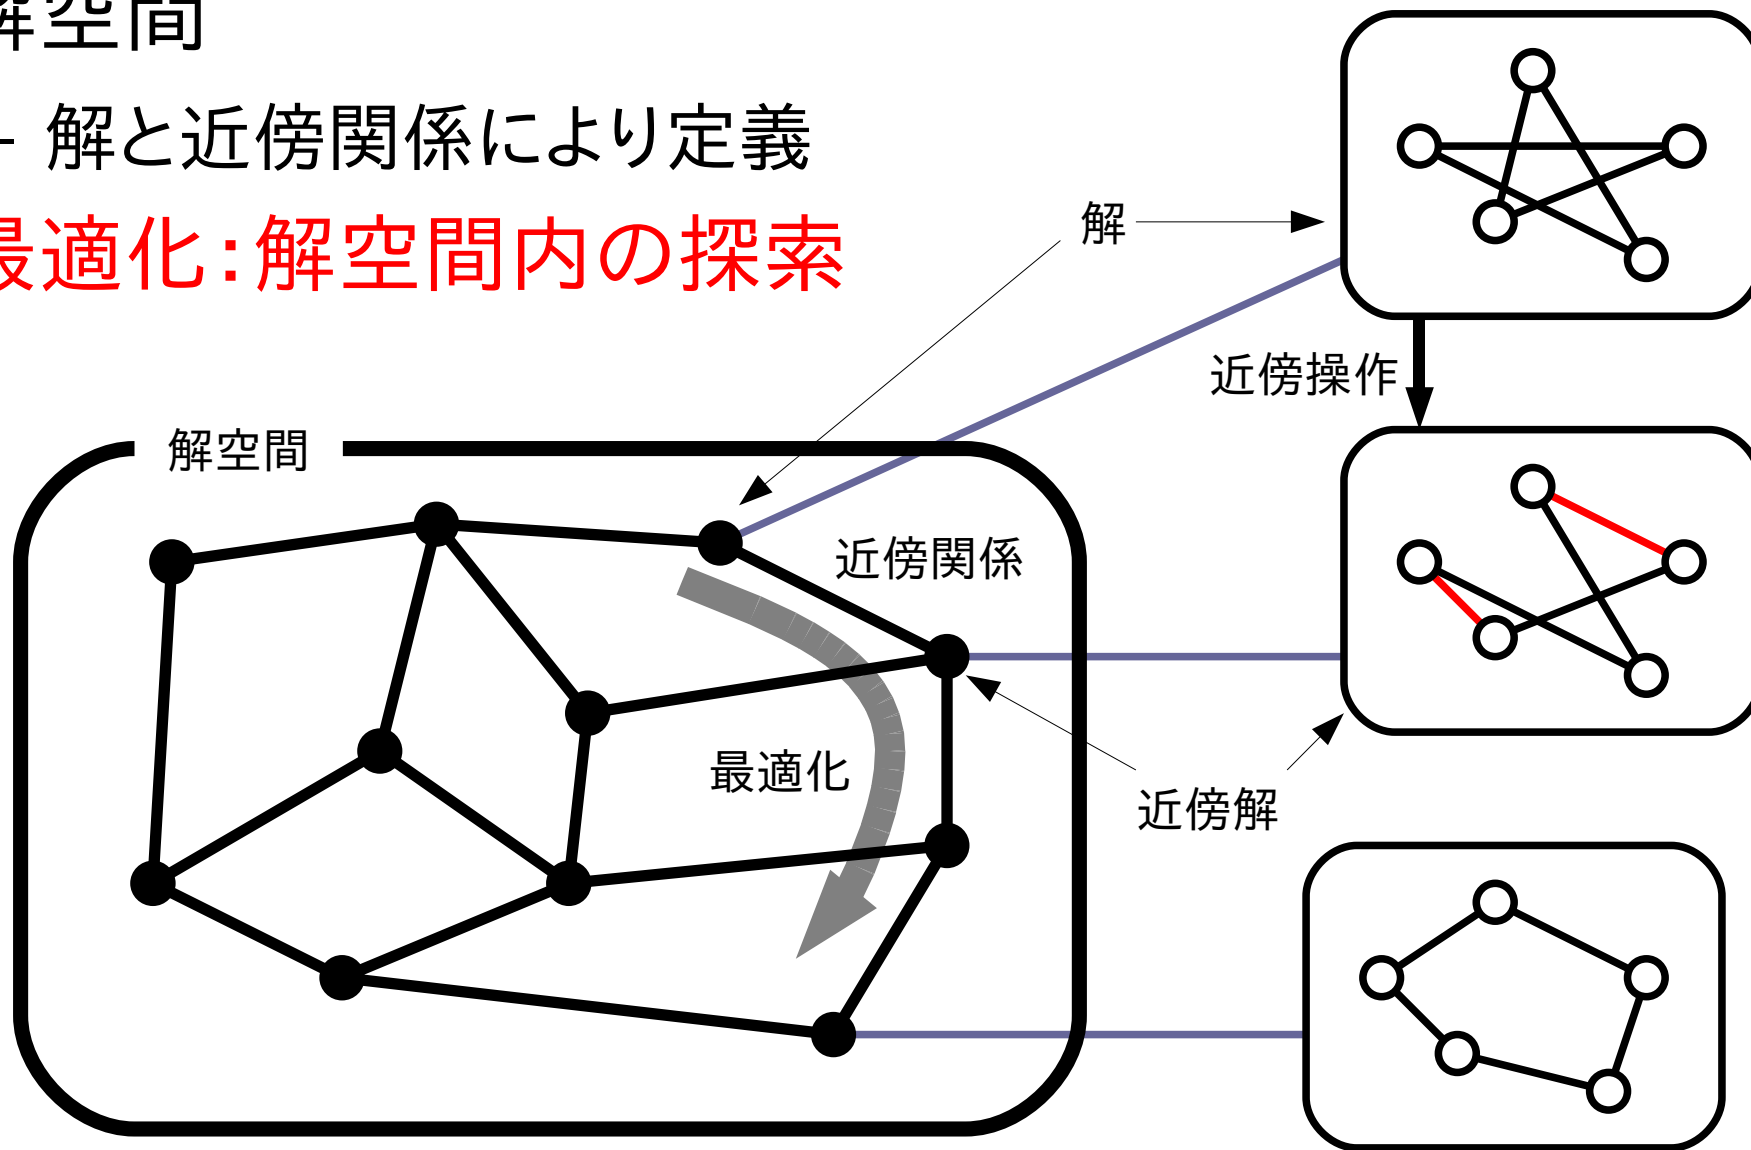 解空間
– 解と近傍関係により定義
最適化：解空間内の探索
解
近傍操作
解空間
近傍関係
最適化
近傍解